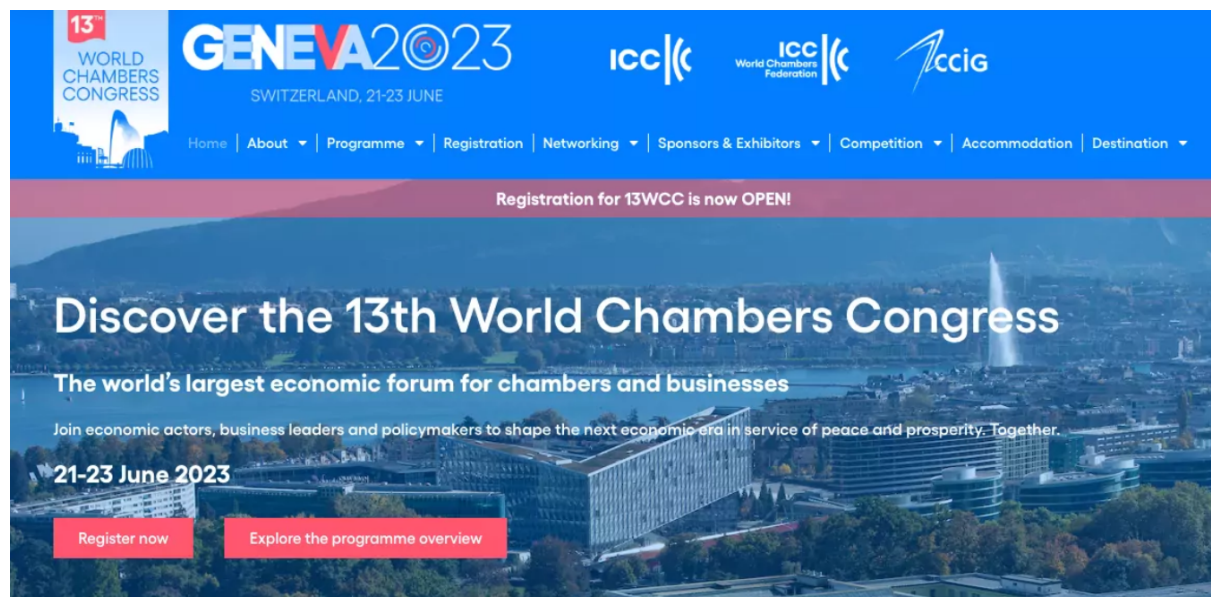 13™
WORLD
CHAMBERS
CONGRESS
GENEVA2023
SWITZERLAND, 21-23 JUNE
ICC
ICC
World Chambers
Federation
ccig
Home
About
Programme
Registration
Networking
Sponsors & Exhibitors
Competition
Accommodation
Destination
Registration for 13WCC is now OPEN!
Discover the 13th World Chambers Congress
The world's largest economic forum for chambers and businesses
Join economic actors, business leaders and policymakers to shape the next economic era in service of peace and prosperity. Together.
21-23 June 2023
Register now
Explore the programme overview